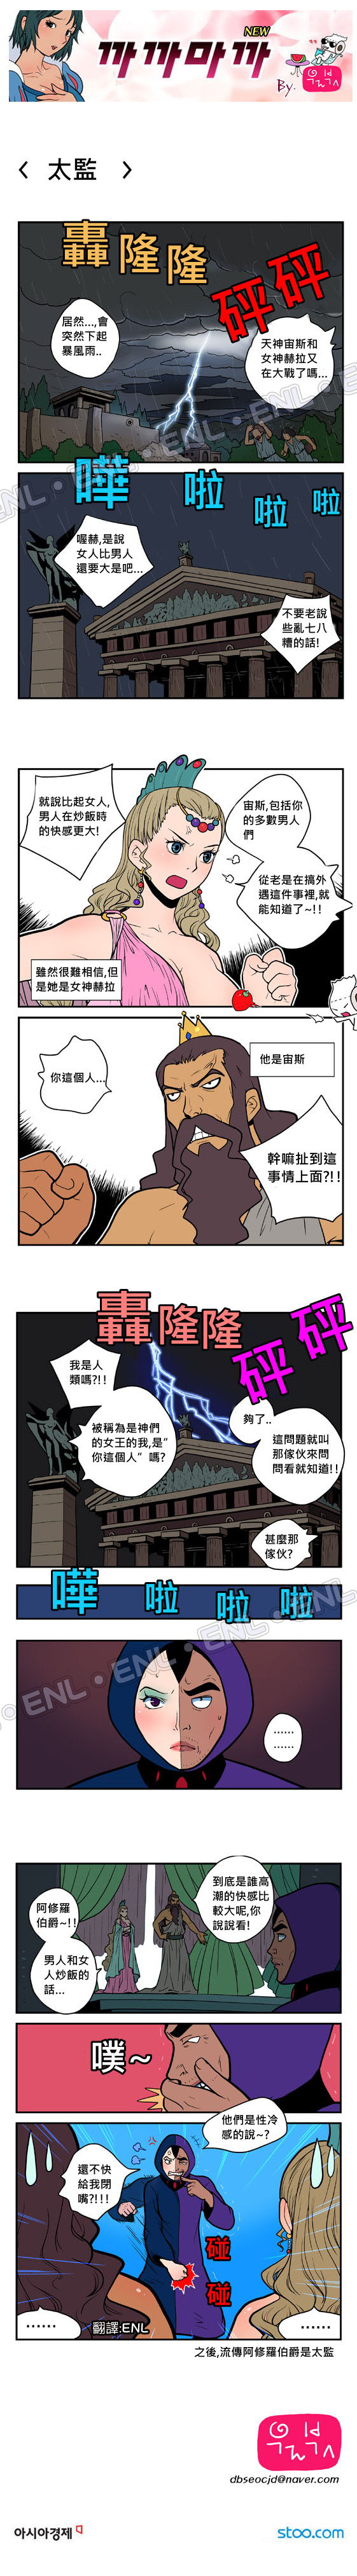 NEW
까까마까
By.
〈 太監 〉
轟隆隆
砰砰
居然...,會
突然下起
暴風雨..
天神宙斯和
女神赫拉又
在大戰了嗎...
嘩啦啦啦
喔赫,是說
女人比男人
還要大是吧...
不要老說
些亂七八
糟的話!
就說比起女人,
男人在炒飯時
的快感更大!
宙斯,包括你
的多數男人
們
從老是在搞外
遇這件事裡,就
能知道了~!!
雖然很難相信,但
是她是女神赫拉
你這個人...
他是宙斯
幹嘛扯到這
事情上面?!!
轟隆隆
砰砰
我是人
類嗎?!!
被稱為是神們
的女王的我,是"
你這個人" 嗎?
夠了..
這問題就叫
那傢伙來問
問看就知道!!
甚麼那
傢伙?
嘩啦啦啦
ENL • ENL • ENL • ENL
......
......
阿修羅
伯爵~!!
男人和女
人炒飯的
話...
到底是誰高
潮的快感比
較大呢,你
說說看!
噗~
他們是性冷
感的說~?
還不快
給我閉
嘴?!!!
碰
碰
......
翻譯:ENL
......
之後,流傳阿修羅伯爵是太監
dbseocjd@naver.com
아시아경제
stoo.com